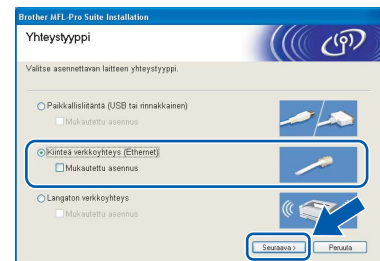 Brother MFL-Pro Suite Installation
Yhteystyyppi
Valitse asennettavan laitteen yhteystyyppi.
Paikallisliitäntä (USB tai rinnakkainen)
Mukautettu asennus
Kiinteä verkkoyhteys (Ethernet)
Mukautettu asennus
Langaton verkkoyhteys
Mukautettu asennus
Seuraava >
Peruuta